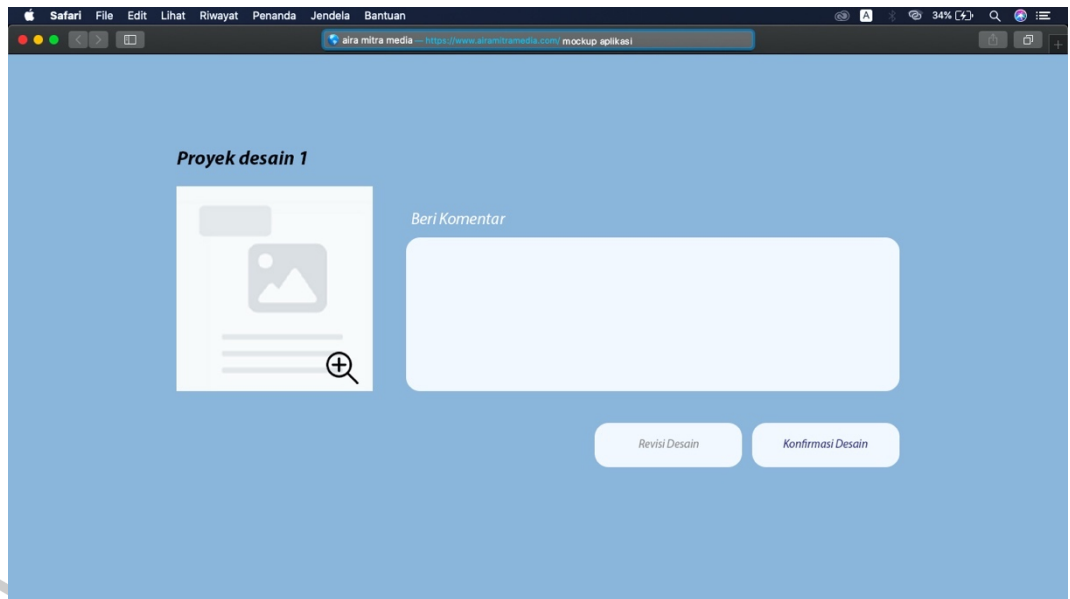 Safari File Edit Lihat Riwayat Penanda Jendela Bantuan A 34%
aira mitra media — https://www.airamitramedia.com/ mockup aplikasi
Proyek desain 1
Beri Komentar
Revisi Desain Konfirmasi Desain